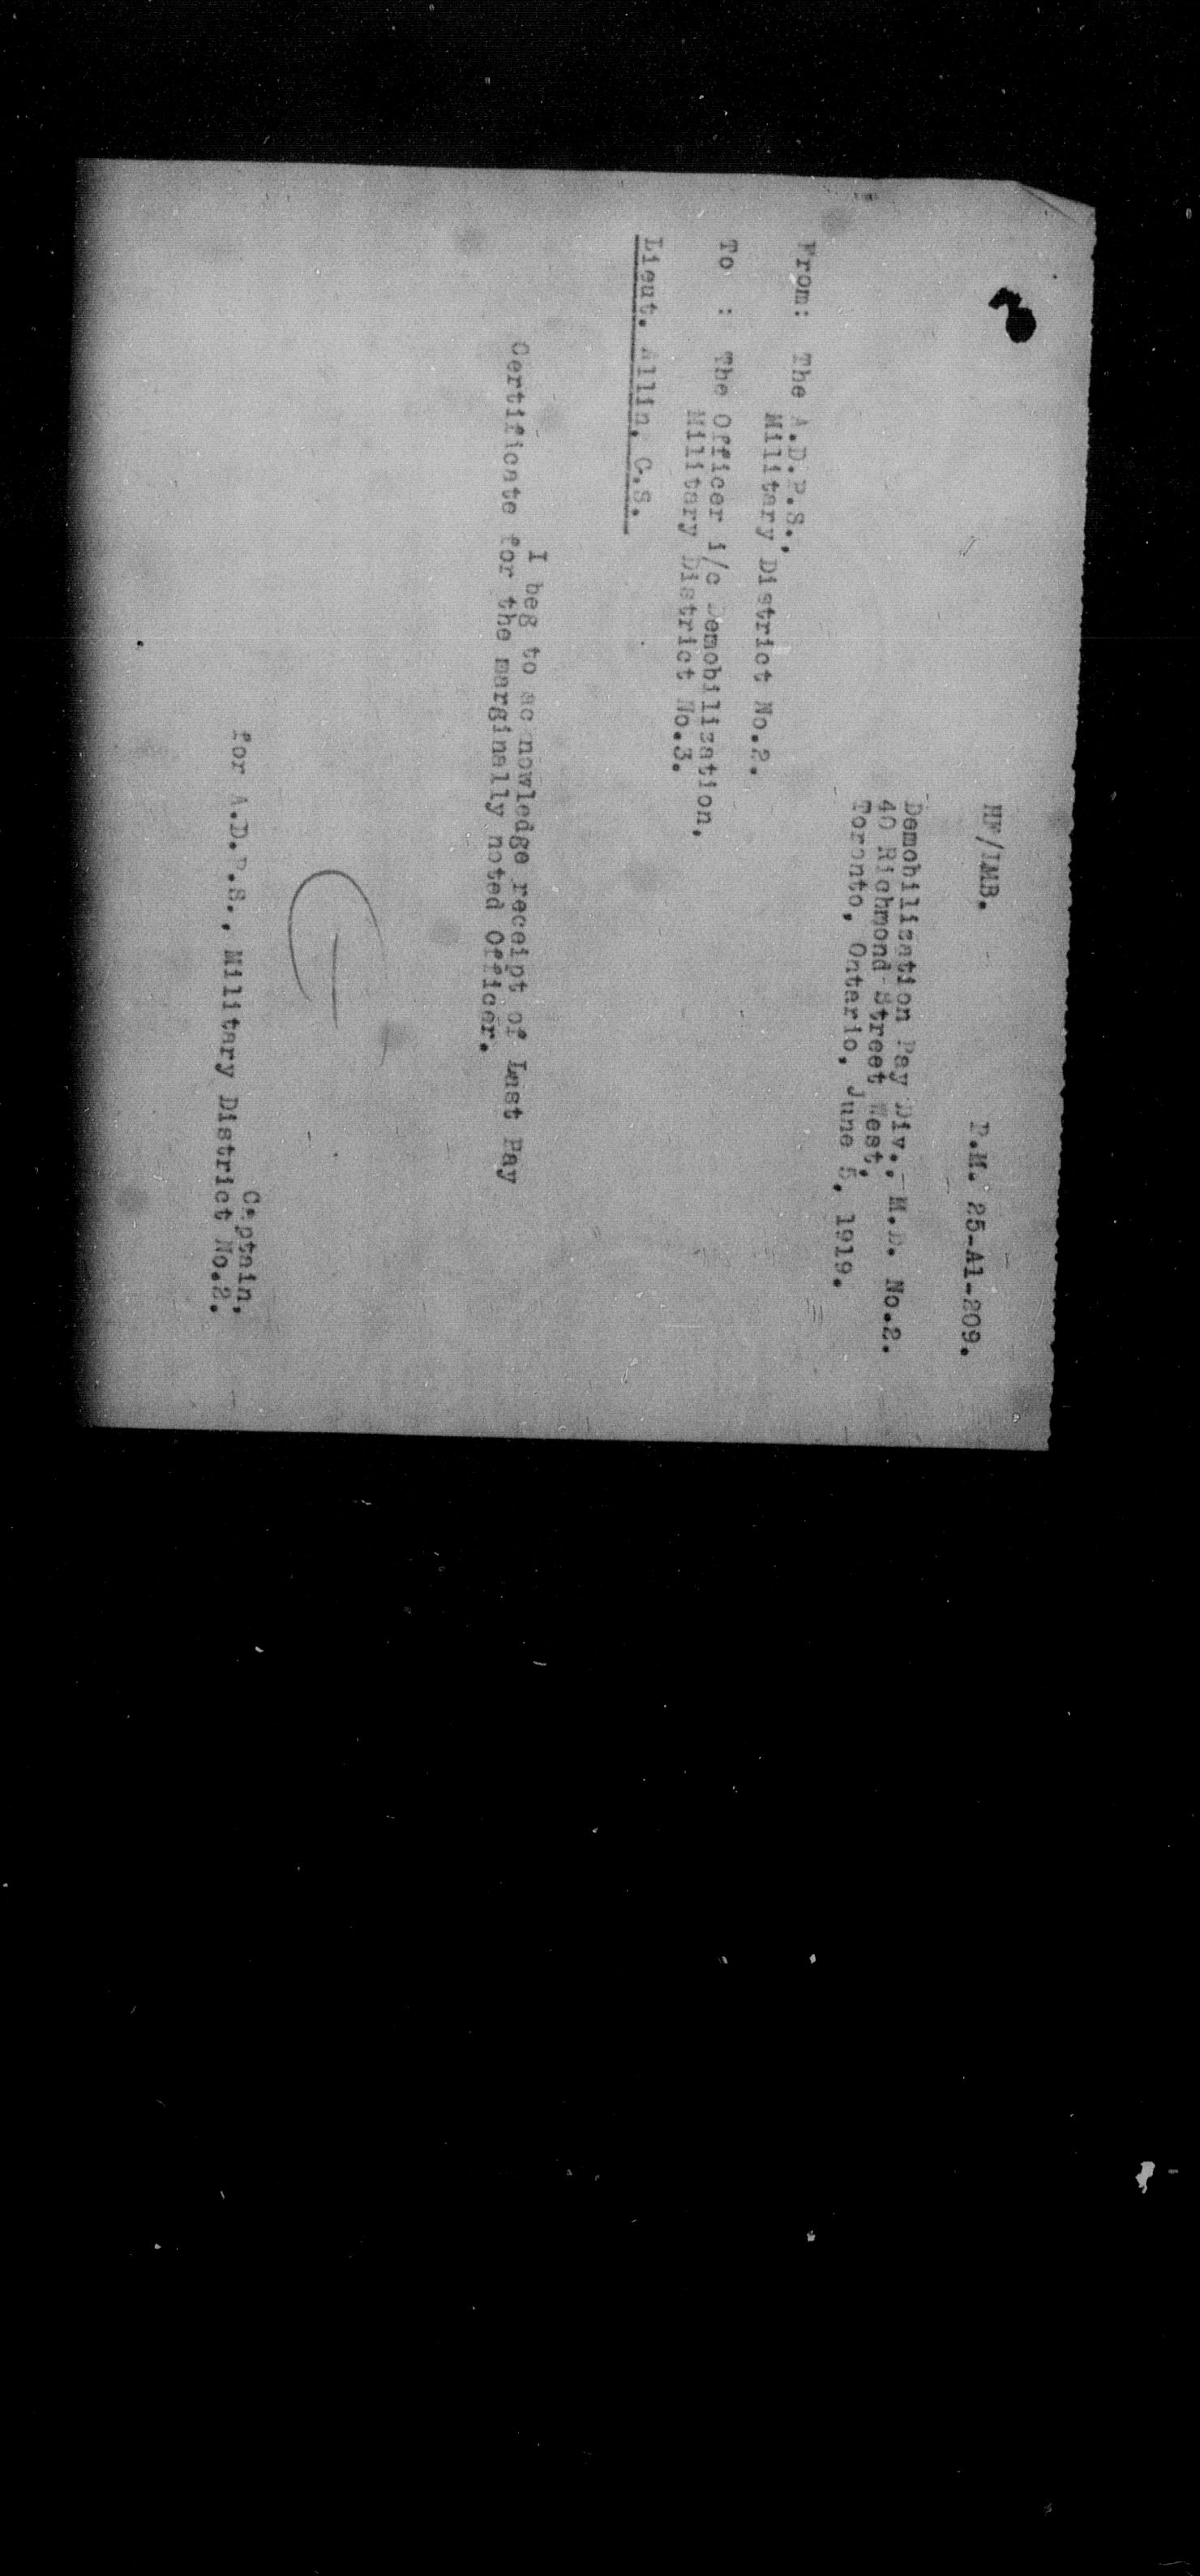 HF/IMB.
P.M. 25-A1-209.
Demobilization Pay Div., M.D. No.2.
40 Richmond Street West,
Toronto, Ontario, June 5, 1919.
From: The A.D.P.S.,
Military District No.2.
To : The Officer i/c Demobilization,
Military District No.3.
Lieut. Allin, C.S.
I beg to ac nowledge receipt of Last Pay
Certificate for the marginally noted Officer.
Captain,
for A.D.P.S., Military District No.2.